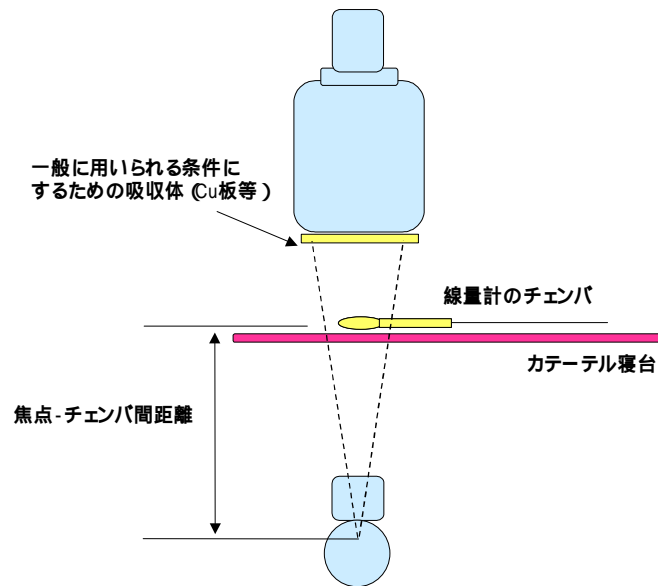 一般に用いられる条件に
するための吸収体（Cu板等）
線量計のチェンバ
カテーテル寝台
焦点-チェンバ間距離